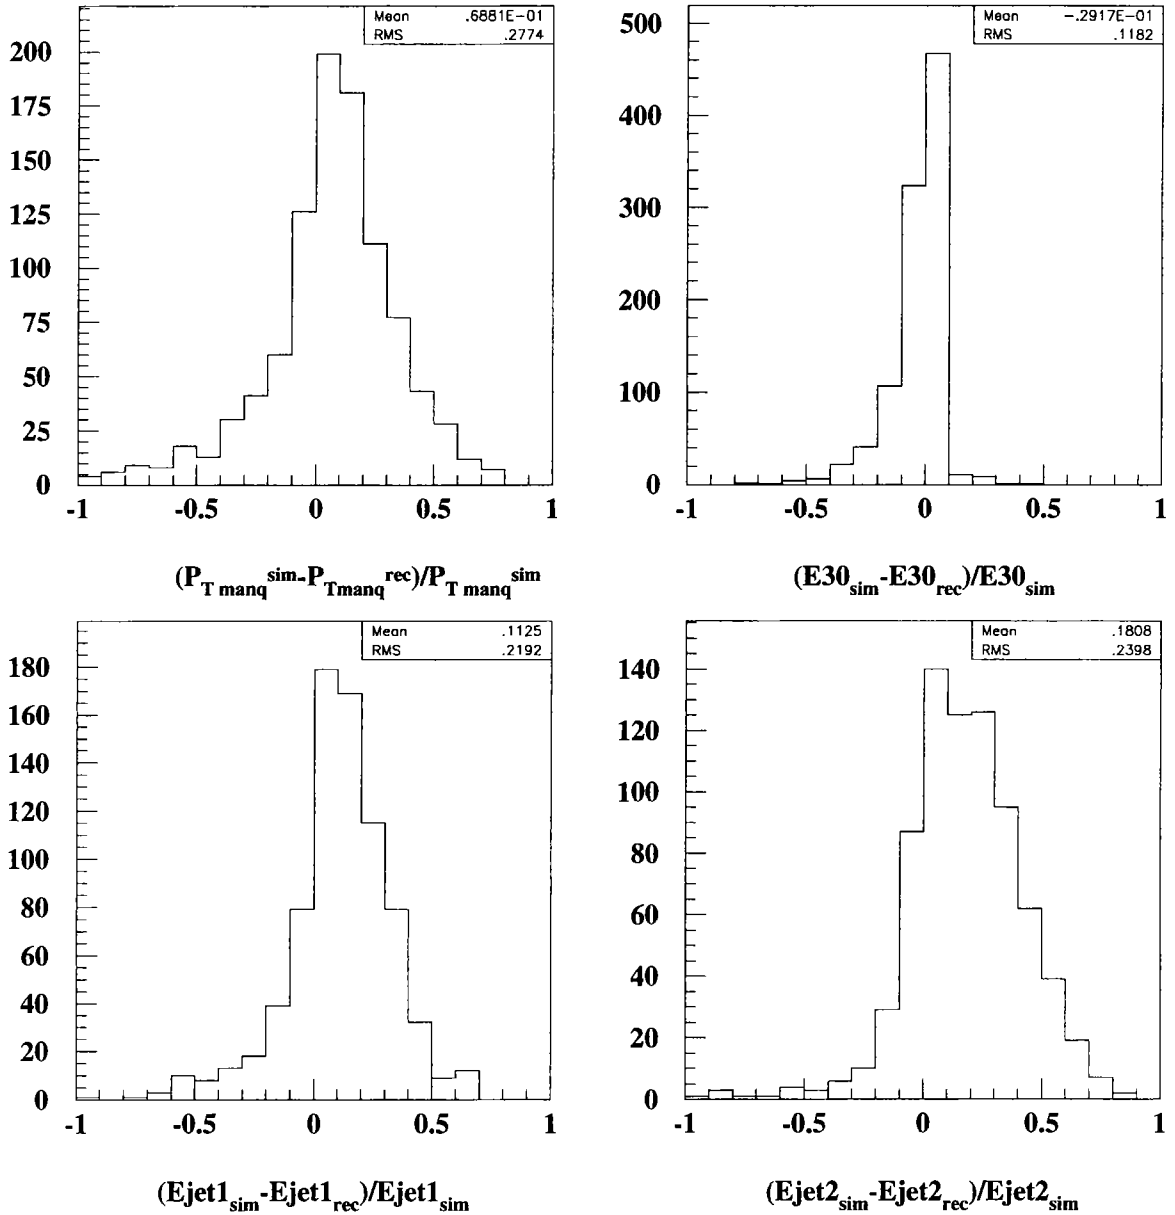 Mean .6881E-01
RMS .2774
200
175
150
125
100
75
50
25
0
-1 -0.5 0 0.5 1
(P_T manq^sim-P_Tmanq^rec)/P_T manq^sim
Mean -.2917E-01
RMS .1182
500
400
300
200
100
0
-1 -0.5 0 0.5 1
(E30_sim-E30_rec)/E30_sim
Mean .1125
RMS .2192
180
160
140
120
100
80
60
40
20
0
-1 -0.5 0 0.5 1
(Ejet1_sim-Ejet1_rec)/Ejet1_sim
Mean .1808
RMS .2398
140
120
100
80
60
40
20
0
-1 -0.5 0 0.5 1
(Ejet2_sim-Ejet2_rec)/Ejet2_sim